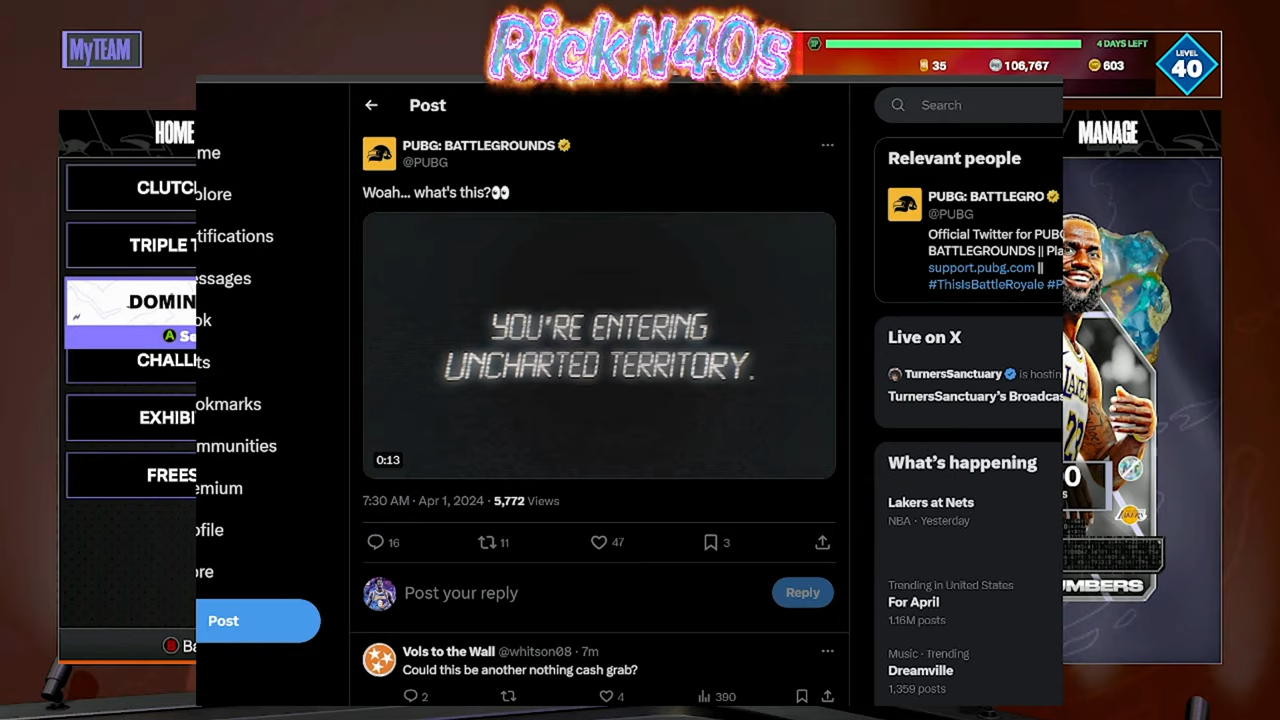 RickN40s
MyTEAM
4 DAYS LEFT
35
106,767
603
LEVEL
40
HOME
CLUTC
TRIPLE T
DOMIN
A Se
CHALL
EXHIBI
FREES
B Ba
me
plore
tifications
essages
ok
ts
okmarks
mmunities
emium
ofile
ore
Post
Post
PUBG: BATTLEGROUNDS
@PUBG
Woah... what's this?👀
YOU'RE ENTERING
UNCHARTED TERRITORY.
0:13
7:30 AM · Apr 1, 2024 · 5,772 Views
16
11
47
3
Post your reply
Reply
Vols to the Wall @whitson08 · 7m
Could this be another nothing cash grab?
2
4
390
Search
Relevant people
PUBG: BATTLEGRO
@PUBG
Official Twitter for PUBG
BATTLEGROUNDS || Pla
support.pubg.com ||
#ThisIsBattleRoyale #P
Live on X
TurnersSanctuary is hostin
TurnersSanctuary's Broadcas
What's happening
Lakers at Nets
NBA · Yesterday
Trending in United States
For April
1.16M posts
Music · Trending
Dreamville
1,359 posts
MANAGE
UMBERS